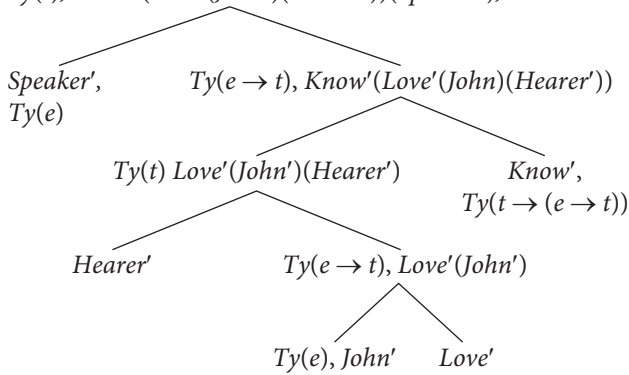 Speaker′, Ty(e → t), Know′(Love′(John)(Hearer′))
Ty(e)
Ty(t) Love′(John′)(Hearer′) Know′,
Ty(t → (e → t))
Hearer′ Ty(e → t), Love′(John′)
Ty(e), John′ Love′